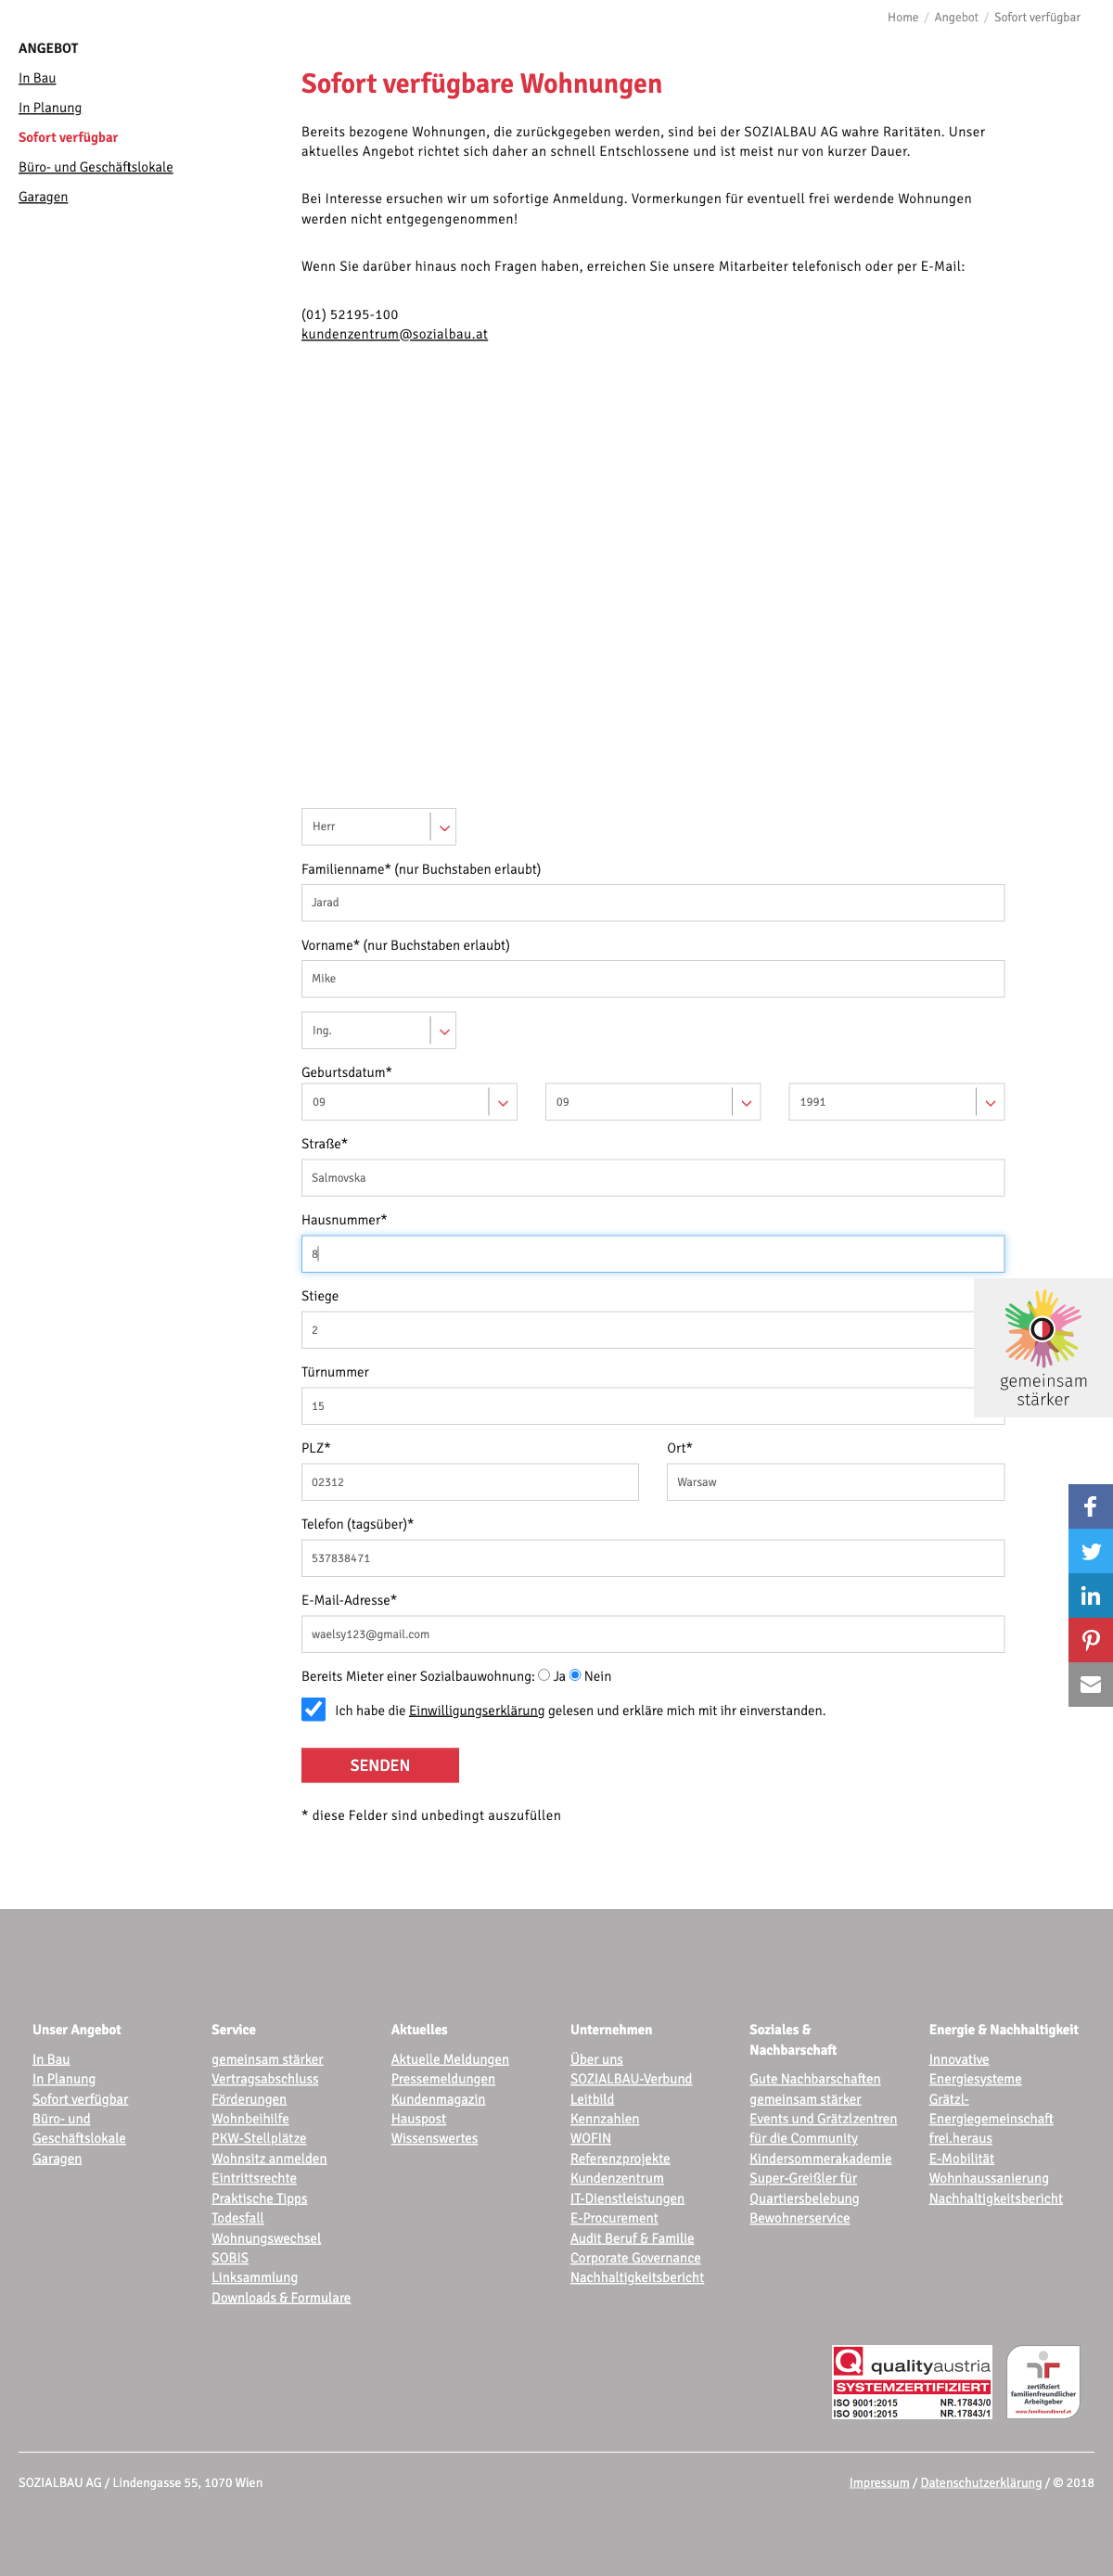 Home / Angebot / Sofort verfügbar
ANGEBOT
In Bau
In Planung
Sofort verfügbar
Büro- und Geschäftslokale
Garagen
Sofort verfügbare Wohnungen
Bereits bezogene Wohnungen, die zurückgegeben werden, sind bei der SOZIALBAU AG wahre Raritäten. Unser
aktuelles Angebot richtet sich daher an schnell Entschlossene und ist meist nur von kurzer Dauer.
Bei Interesse ersuchen wir um sofortige Anmeldung. Vormerkungen für eventuell frei werdende Wohnungen
werden nicht entgegengenommen!
Wenn Sie darüber hinaus noch Fragen haben, erreichen Sie unsere Mitarbeiter telefonisch oder per E-Mail:
(01) 52195-100
kundenzentrum@sozialbau.at
Herr
Familienname* (nur Buchstaben erlaubt)
Jarad
Vorname* (nur Buchstaben erlaubt)
Mike
Ing.
Geburtsdatum*
09 09 1991
Straße*
Salmovska
Hausnummer*
8
Stiege
2
Türnummer
15
gemeinsam
stärker
PLZ* Ort*
02312 Warsaw
Telefon (tagsüber)*
537838471
E-Mail-Adresse*
waelsy123@gmail.com
Bereits Mieter einer Sozialbauwohnung: Ja Nein
Ich habe die Einwilligungserklärung gelesen und erkläre mich mit ihr einverstanden.
SENDEN
* diese Felder sind unbedingt auszufüllen
Unser Angebot
In Bau
In Planung
Sofort verfügbar
Büro- und
Geschäftslokale
Garagen
Service
gemeinsam stärker
Vertragsabschluss
Förderungen
Wohnbeihilfe
PKW-Stellplätze
Wohnsitz anmelden
Eintrittsrechte
Praktische Tipps
Todesfall
Wohnungswechsel
SOBIS
Linksammlung
Downloads & Formulare
Aktuelles
Aktuelle Meldungen
Pressemeldungen
Kundenmagazin
Hauspost
Wissenswertes
Unternehmen
Über uns
SOZIALBAU-Verbund
Leitbild
Kennzahlen
WOFIN
Referenzprojekte
Kundenzentrum
IT-Dienstleistungen
E-Procurement
Audit Beruf & Familie
Corporate Governance
Nachhaltigkeitsbericht
Soziales &
Nachbarschaft
Gute Nachbarschaften
gemeinsam stärker
Events und Grätzlzentren
für die Community
Kindersommerakademie
Super-Greißler für
Quartiersbelebung
Bewohnerservice
Energie & Nachhaltigkeit
Innovative
Energiesysteme
Grätzl-
Energiegemeinschaft
frei.heraus
E-Mobilität
Wohnhaussanierung
Nachhaltigkeitsbericht
Q qualityaustria
SYSTEMZERTIFIZIERT
ISO 9001:2015 NR.17843/0
ISO 9001:2015 NR.17843/1
zertifiziert
familienfreundlicher
Arbeitgeber
www.familieundberuf.at
SOZIALBAU AG / Lindengasse 55, 1070 Wien
Impressum / Datenschutzerklärung / © 2018